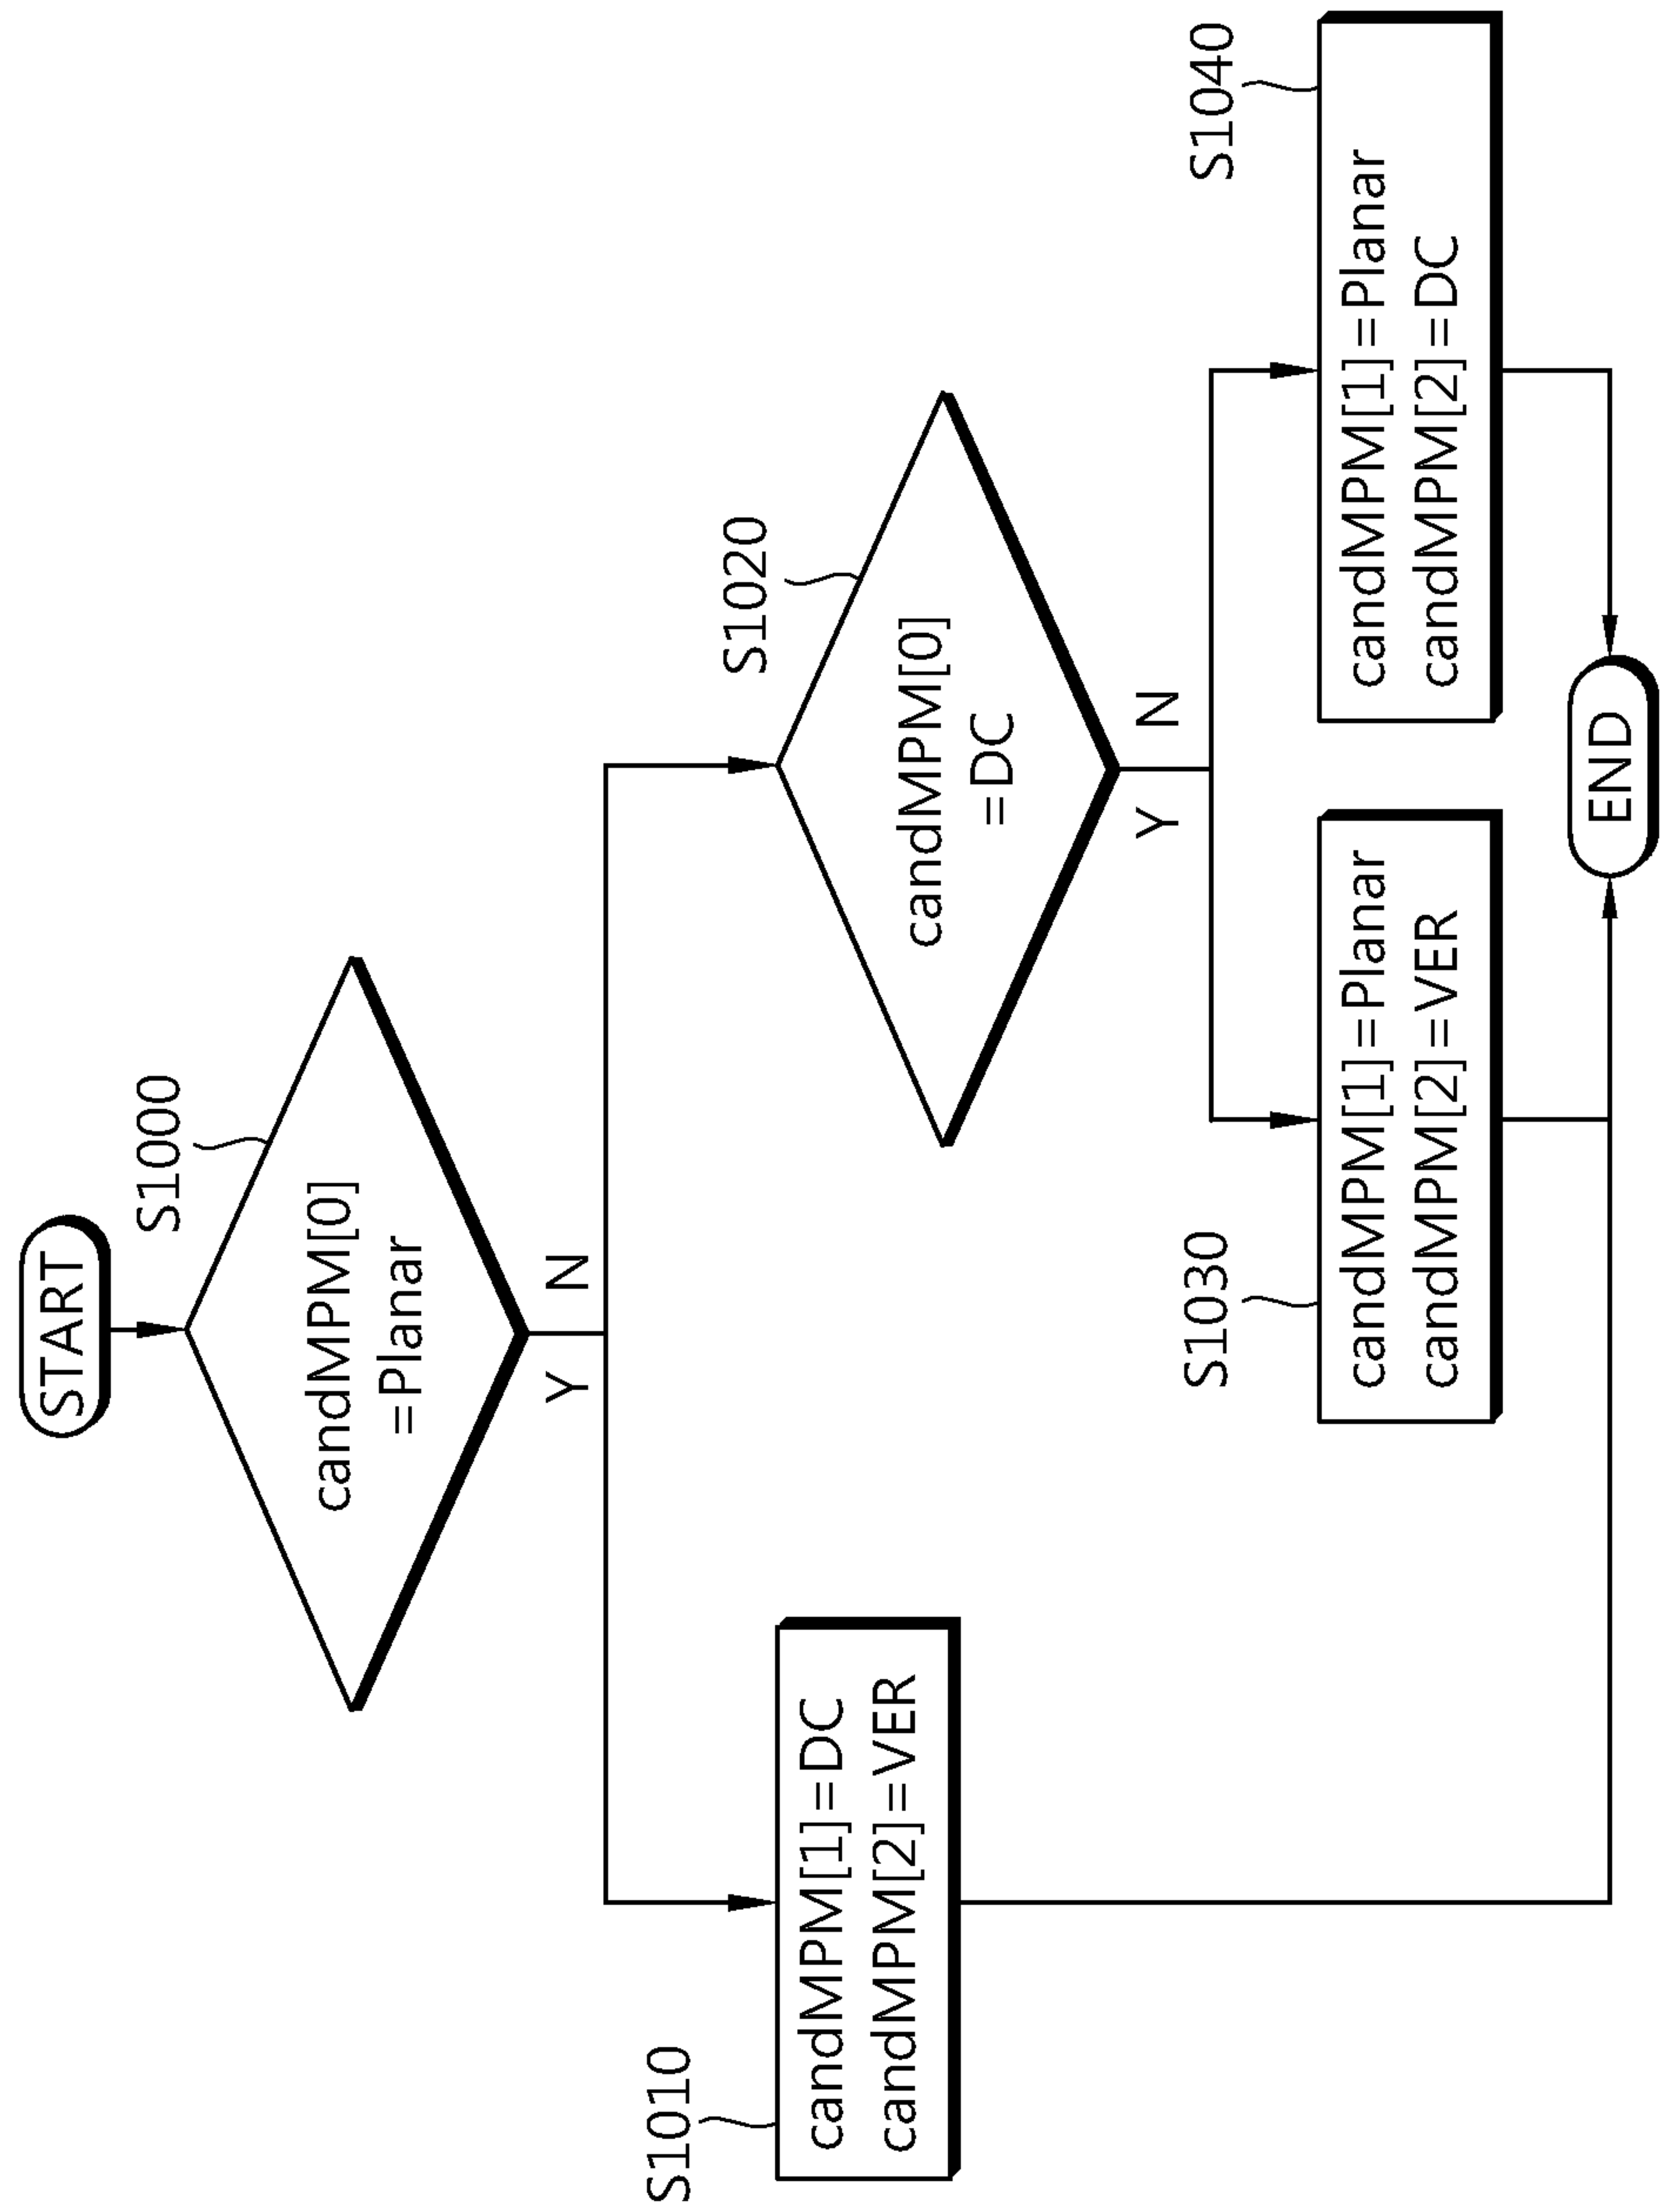 START
S1000
candMPM[0]
=Planar
Y
N
S1010
candMPM[1]=DC
candMPM[2]=VER
S1020
candMPM[0]
=DC
Y
N
S1030
candMPM[1]=Planar
candMPM[2]=VER
S1040
candMPM[1]=Planar
candMPM[2]=DC
END